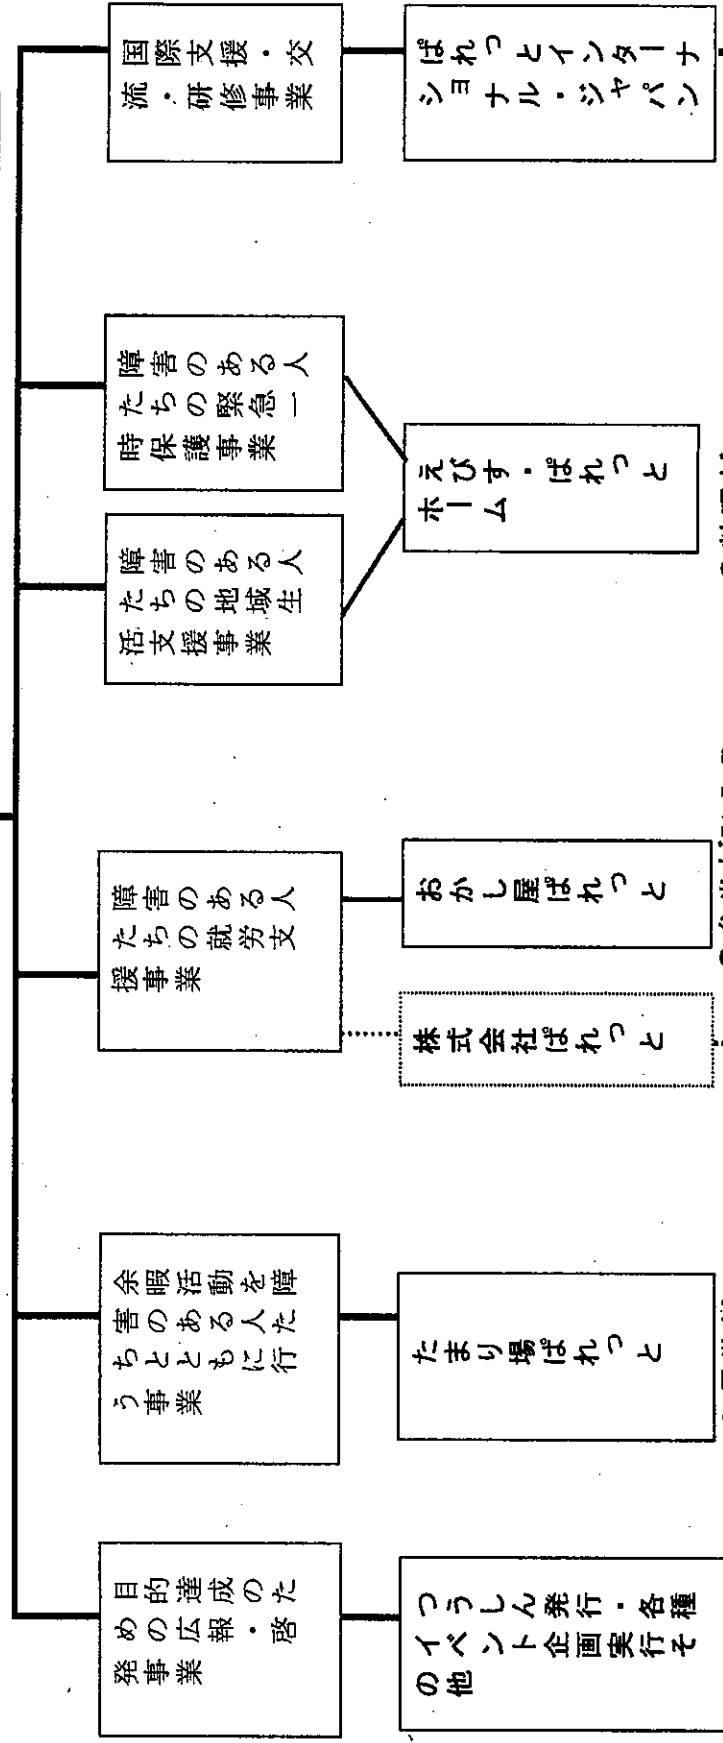 国際支援・交
流・研修事業
ぱれっとインターナ
ショナル・ジャパン
障害のある人
たちの緊急一
時保護事業
障害のある人
たちの地域生
活支援事業
えびす・ぱれっと
ホーム
障害のある人
たちの就労支
援事業
おかし屋ぱれっと
株式会社ぱれっと
余暇活動を障
害のある人た
ちとともに行
う事業
たまり場ぱれっと
目的達成のた
めの広報・啓
発事業
つうしん発行・各種
イベント企画実行そ
の他